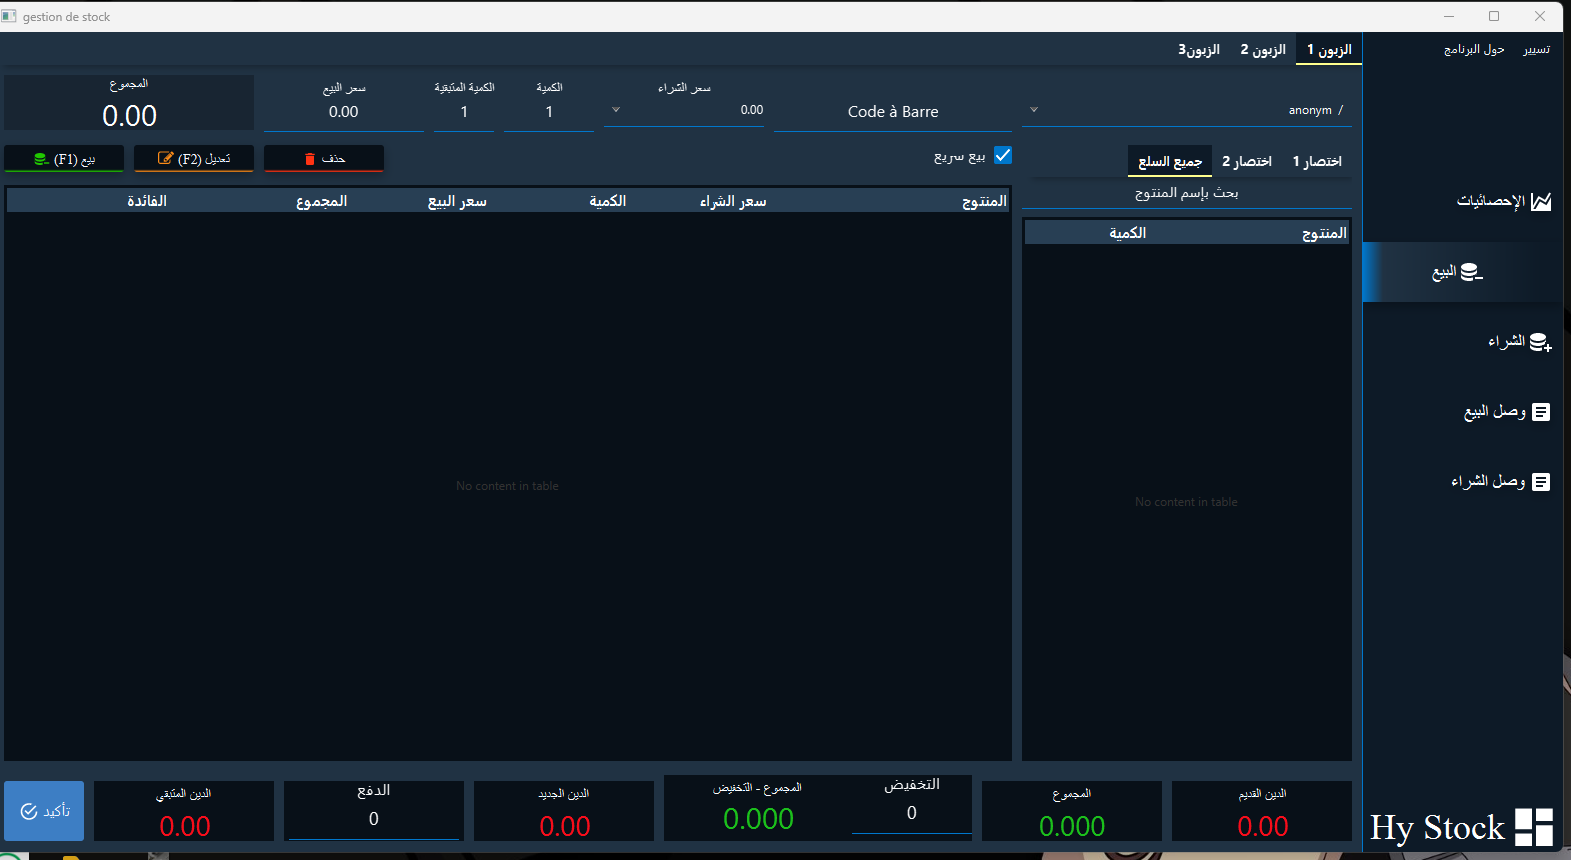 gestion de stock
تسيير
حول البرنامج
الزبون 1
الزبون 2
الزبون3
anonym /
Code à Barre
سعر الشراء
0.00
الكمية
1
الكمية المتبقية
1
سعر البيع
0.00
المجموع
0.00
اختصار 1
اختصار 2
جميع السلع
بيع سريع
حذف
تعديل (F2)
بيع (F1)
بحث بإسم المنتوج
المنتوج
الكمية
No content in table
المنتوج
سعر الشراء
الكمية
سعر البيع
المجموع
الفائدة
No content in table
الإحصائيات
البيع
الشراء
وصل البيع
وصل الشراء
الدين القديم
0.00
المجموع
0.000
التخفيض
0
المجموع - التخفيض
0.000
الدين الجديد
0.00
الدفع
0
الدين المتبقي
0.00
تأكيد
Hy Stock